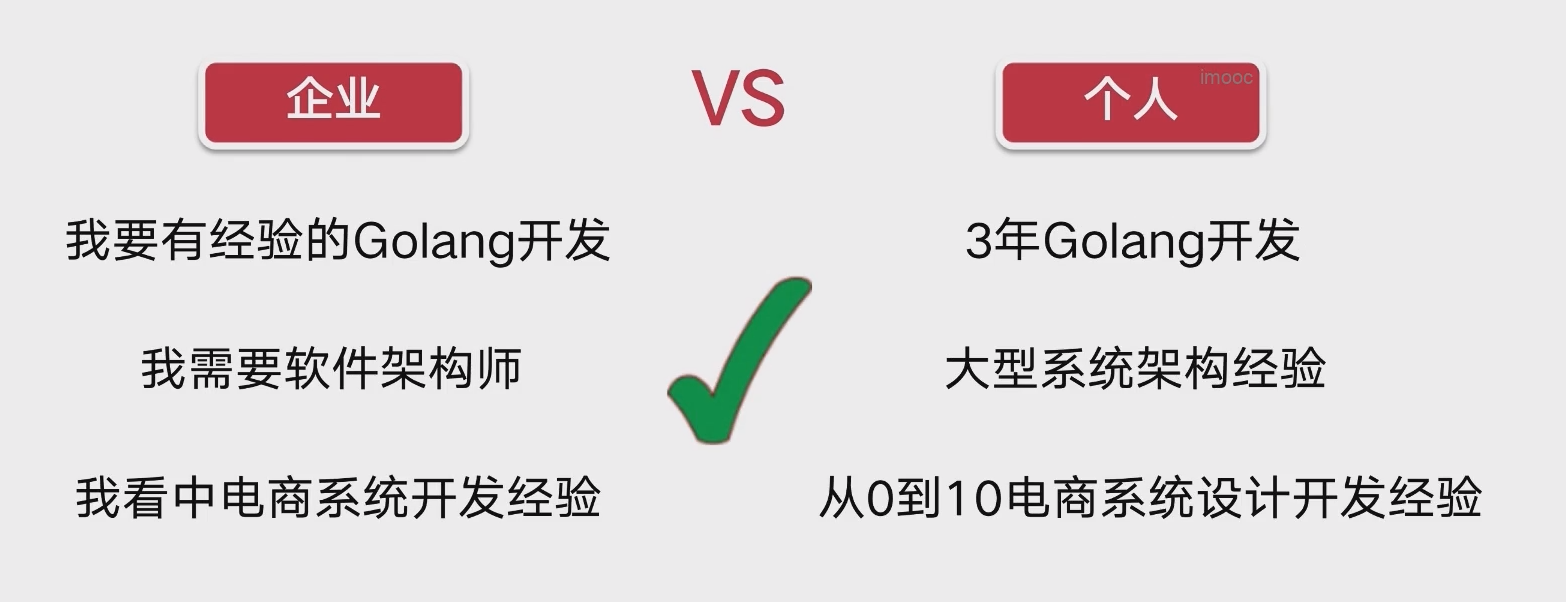 企业
VS
个人
imooc
我要有经验的Golang开发
3年Golang开发
我需要软件架构师
大型系统架构经验
我看中电商系统开发经验
从0到10电商系统设计开发经验